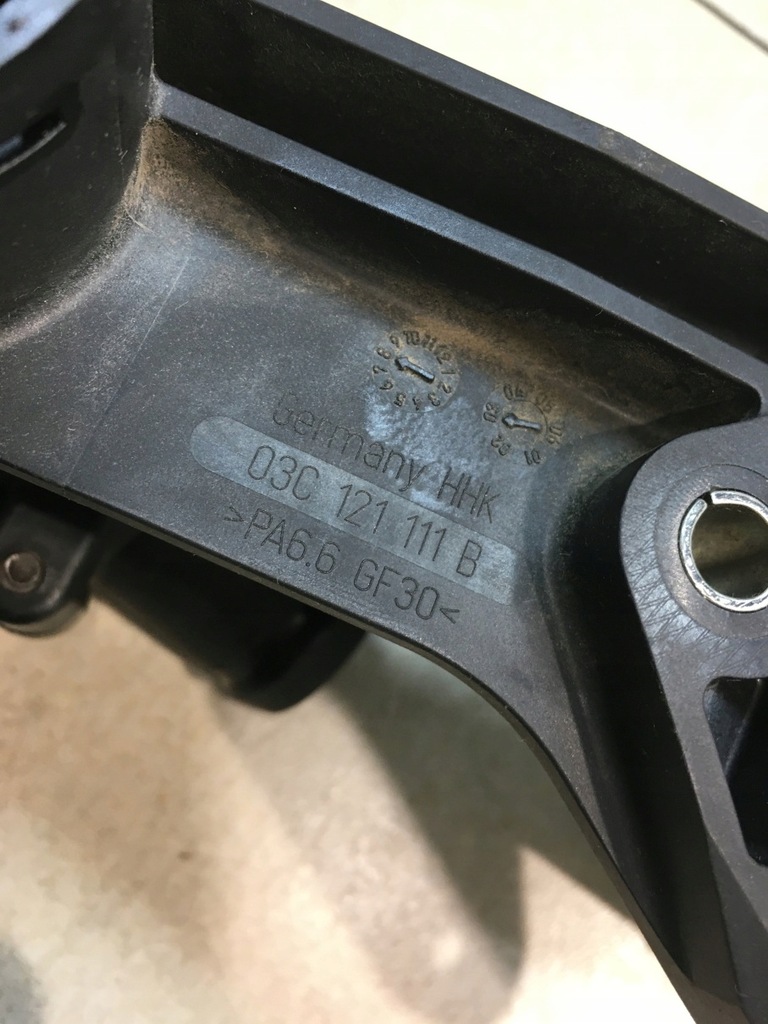 Germany HHK
03C 121 111 B
>PA6.6 GF30<